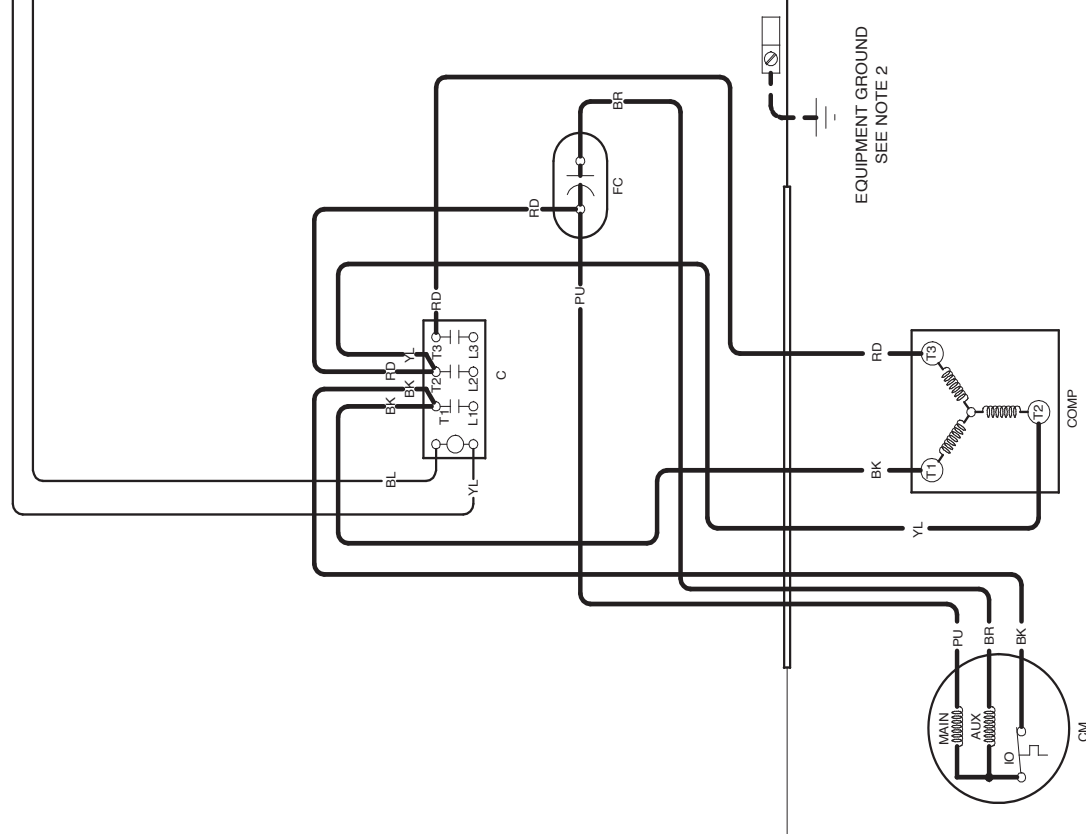 EQUIPMENT GROUND
SEE NOTE 2
BR
FC
RD
PU
RD
YL
RD
BK
BK
T3
T2
T1
L3
L2
L1
C
BL
YL
RD
BK
YL
T3
T1
T2
COMP
PU
BR
BK
MAIN
AUX
IO
CM